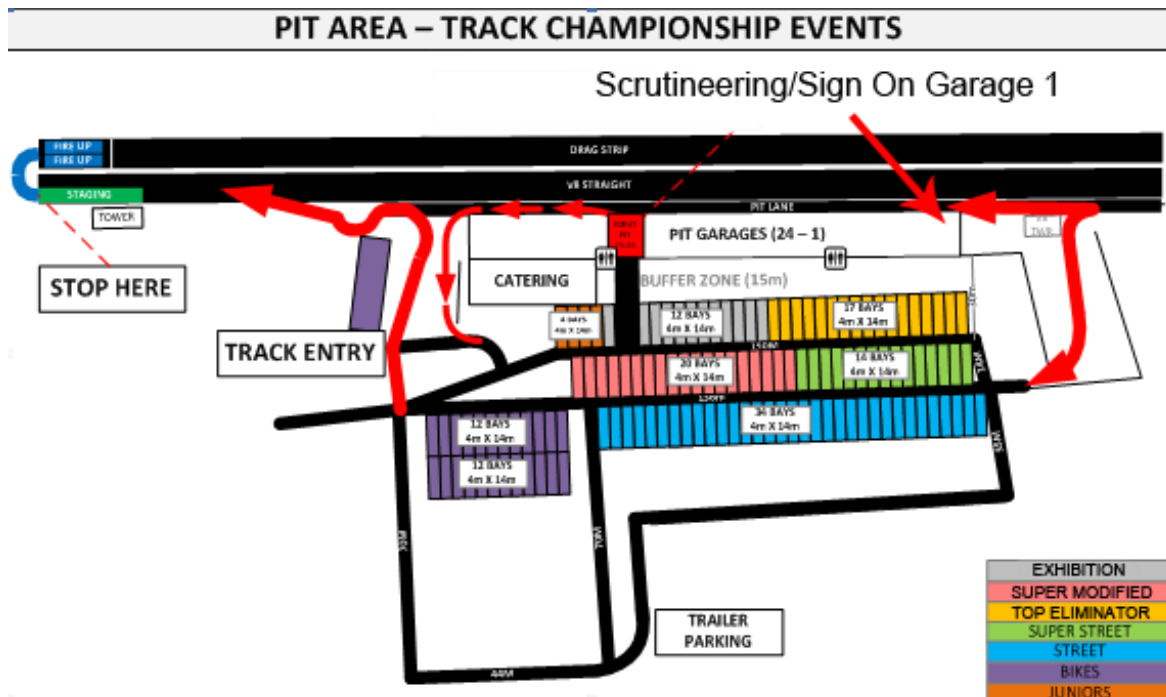 PIT AREA – TRACK CHAMPIONSHIP EVENTS
Scrutineering/Sign On Garage 1
FIRE UP
FIRE UP
DRAG STRIP
V8 STRAIGHT
STAGING
PIT LANE
TOWER
PIT GARAGES (24 – 1)
TWR
STOP HERE
CATERING
BUFFER ZONE (15m)
4 BAYS
4m X 14m
12 BAYS
4m X 14m
17 BAYS
4m X 14m
TRACK ENTRY
150M
20 BAYS
4m X 14m
14 BAYS
4m X 14m
34 BAYS
4m X 14m
12 BAYS
4m X 14m
12 BAYS
4m X 14m
70M
44M
TRAILER
PARKING
EXHIBITION
SUPER MODIFIED
TOP ELIMINATOR
SUPER STREET
STREET
BIKES
JUNIORS